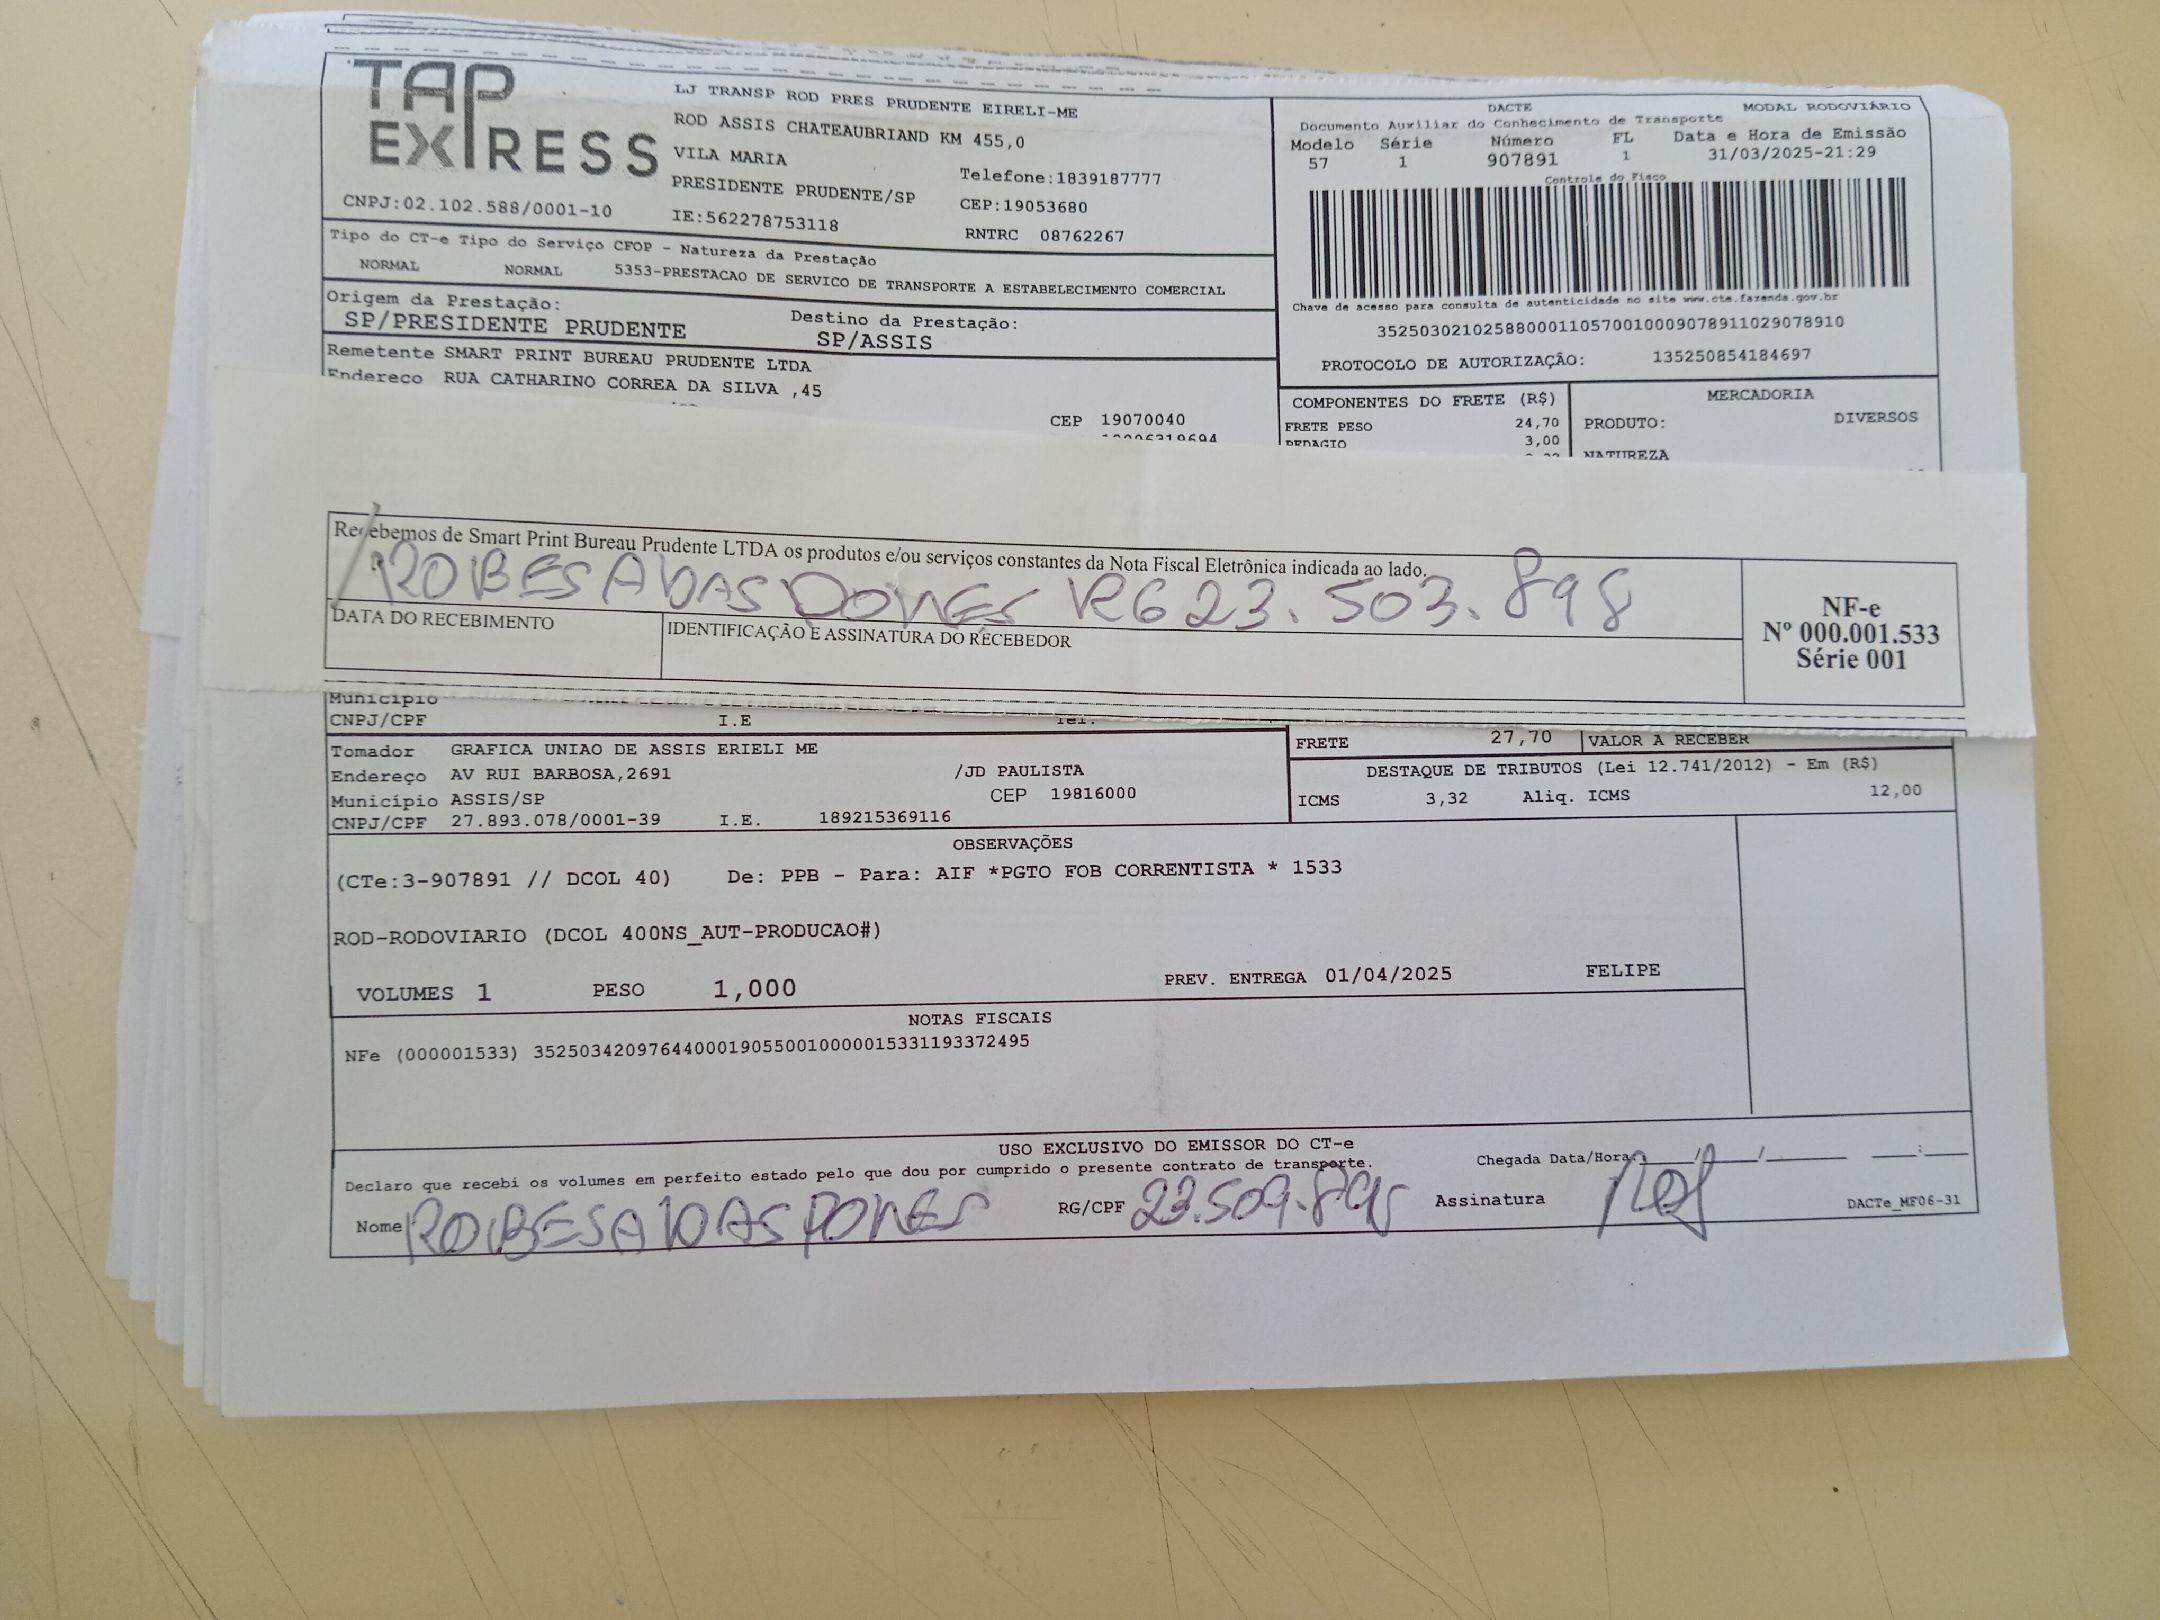 TAP EXPRESS
LJ TRANSP ROD PRES PRUDENTE EIRELI-ME
ROD ASSIS CHATEAUBRIAND KM 455,0
VILA MARIA
Telefone:1839187777
PRESIDENTE PRUDENTE/SP
CEP:19053680
CNPJ:02.102.588/0001-10
IE:562278753118
RNTRC 08762267
DACTE MODAL RODOVIÁRIO
Documento Auxiliar do Conhecimento de Transporte
Modelo Série Número FL Data e Hora de Emissão
57 1 907891 1 31/03/2025-21:29
Controle do Fisco
Chave de acesso para consulta de autenticidade no site www.cte.fazenda.gov.br
35250302102588000110570010009078911029078910
PROTOCOLO DE AUTORIZAÇÃO: 135250854184697
Tipo do CT-e Tipo do Serviço CFOP - Natureza da Prestação
NORMAL NORMAL 5353-PRESTACAO DE SERVICO DE TRANSPORTE A ESTABELECIMENTO COMERCIAL
Origem da Prestação: Destino da Prestação:
SP/PRESIDENTE PRUDENTE SP/ASSIS
Remetente SMART PRINT BUREAU PRUDENTE LTDA
Endereco RUA CATHARINO CORREA DA SILVA ,45
CEP 19070040
COMPONENTES DO FRETE (R$)
FRETE PESO 24,70
PEDAGIO 3,00
MERCADORIA
PRODUTO: DIVERSOS
NATUREZA
Recebemos de Smart Print Bureau Prudente LTDA os produtos e/ou serviços constantes da Nota Fiscal Eletrônica indicada ao lado.
RG 23.503.898
DATA DO RECEBIMENTO
IDENTIFICAÇÃO E ASSINATURA DO RECEBEDOR
NF-e
Nº 000.001.533
Série 001
Município
CNPJ/CPF I.E Tel.
Tomador GRAFICA UNIAO DE ASSIS ERIELI ME
Endereço AV RUI BARBOSA,2691 /JD PAULISTA
Município ASSIS/SP CEP 19816000
CNPJ/CPF 27.893.078/0001-39 I.E. 189215369116
FRETE 27,70 VALOR A RECEBER
DESTAQUE DE TRIBUTOS (Lei 12.741/2012) - Em (R$)
ICMS 3,32 Aliq. ICMS 12,00
OBSERVAÇÕES
(CTe:3-907891 // DCOL 40) De: PPB - Para: AIF *PGTO FOB CORRENTISTA * 1533
ROD-RODOVIARIO (DCOL 400NS_AUT-PRODUCAO#)
VOLUMES 1 PESO 1,000 PREV. ENTREGA 01/04/2025 FELIPE
NOTAS FISCAIS
NFe (000001533) 35250342097644000190550010000015331193372495
USO EXCLUSIVO DO EMISSOR DO CT-e
Declaro que recebi os volumes em perfeito estado pelo que dou por cumprido o presente contrato de transporte.
Chegada Data/Hora: ____/____/______ ___:___
Nome RG/CPF 23.509.898 Assinatura
DACTe_MF06-31